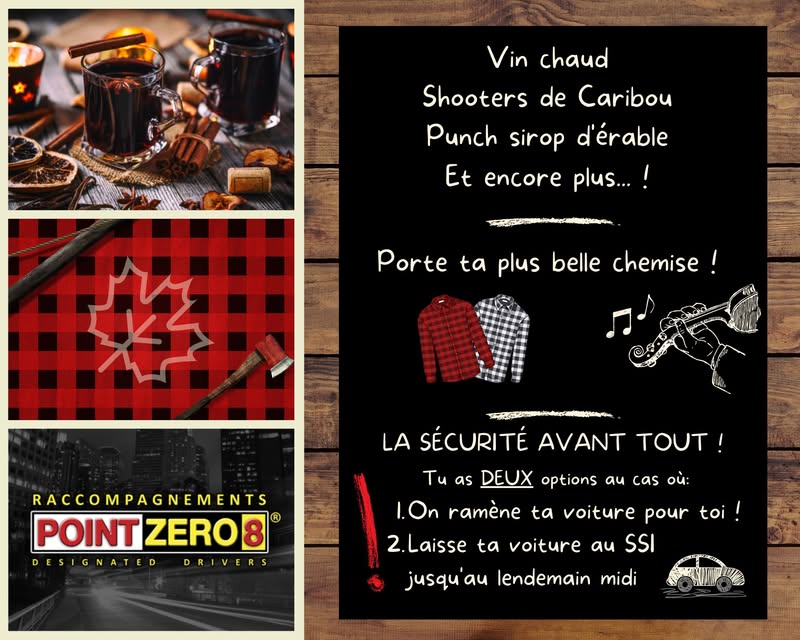 Vin chaud
Shooters de Caribou
Punch sirop d'érable
Et encore plus... !
Porte ta plus belle chemise !
LA SÉCURITÉ AVANT TOUT !
Tu as DEUX options au cas où:
1.On ramène ta voiture pour toi !
2.Laisse ta voiture au SSI
jusqu'au lendemain midi
RACCOMPAGNEMENTS
POINT ZERO 8 ®
DESIGNATED DRIVERS